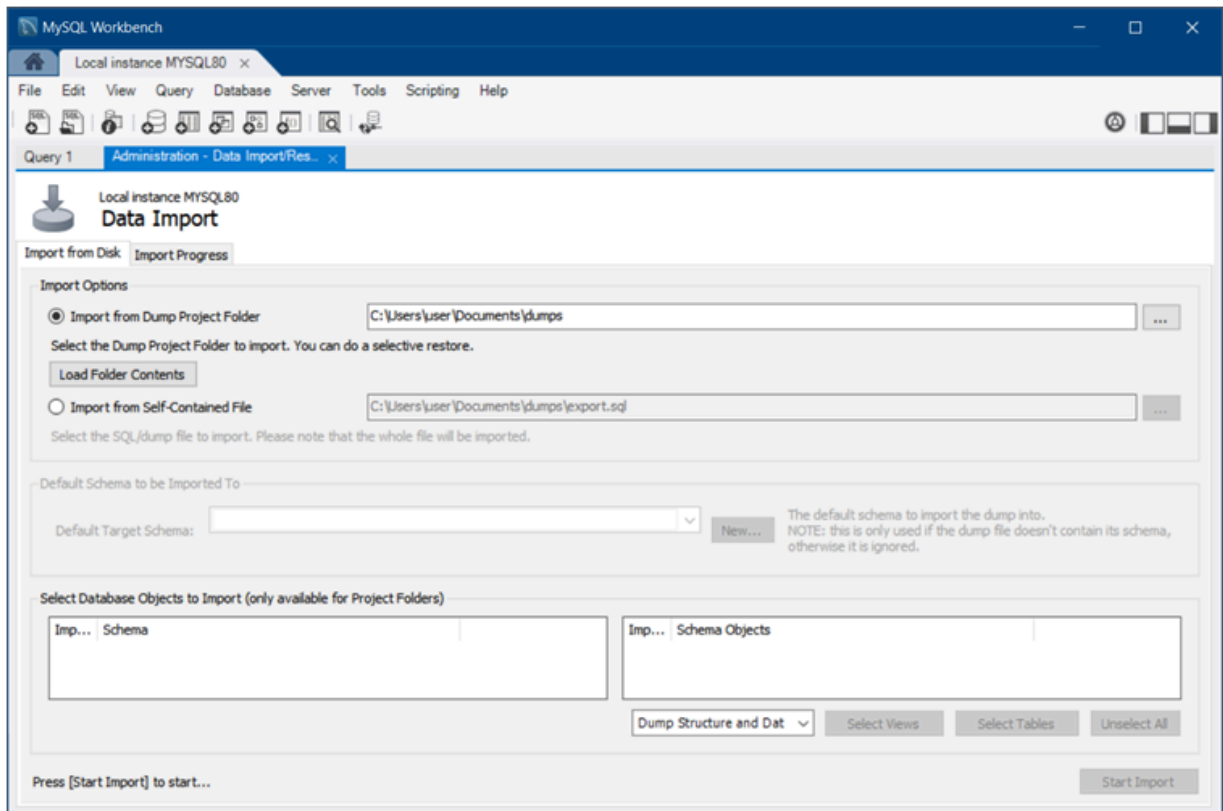 MySQL Workbench
Local instance MYSQL80
File Edit View Query Database Server Tools Scripting Help
Query 1 Administration - Data Import/Res..
Local instance MYSQL80
Data Import
Import from Disk Import Progress
Import Options
Import from Dump Project Folder C:\Users\user\Documents\dumps ...
Select the Dump Project Folder to import. You can do a selective restore.
Load Folder Contents
Import from Self-Contained File C:\Users\user\Documents\dumps\export.sql ...
Select the SQL/dump file to import. Please note that the whole file will be imported.
Default Schema to be Imported To
Default Target Schema: New...
The default schema to import the dump into.
NOTE: this is only used if the dump file doesn't contain its schema,
otherwise it is ignored.
Select Database Objects to Import (only available for Project Folders)
Imp... Schema Imp... Schema Objects
Dump Structure and Dat Select Views Select Tables Unselect All
Press [Start Import] to start... Start Import